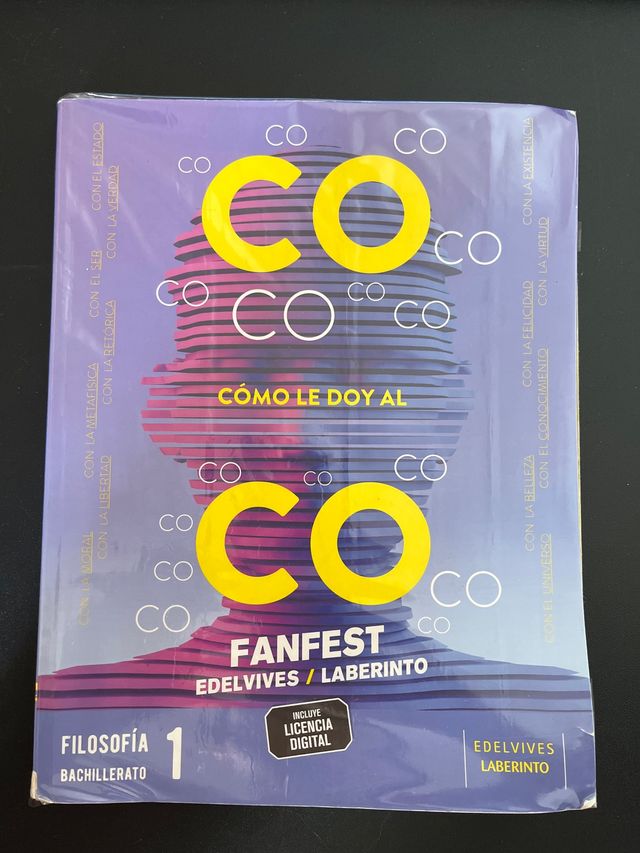 CO
CO
CO
CO
CO
CO
CO
CO
CO
CÓMO LE DOY AL
CO
CO
CO
CO
CO
CO
CO
CO
CO
FANFEST
EDELVIVES / LABERINTO
INCLUYE
LICENCIA
DIGITAL
FILOSOFÍA
BACHILLERATO 1
EDELVIVES
LABERINTO
CON EL ESTADO
CON LA VERDAD
CON EL SER
CON LA RETÓRICA
CON LA METAFÍSICA
CON LA LIBERTAD
CON LA MORAL
CON LA EXISTENCIA
CON LA VIRTUD
CON LA FELICIDAD
CON EL CONOCIMIENTO
CON LA BELLEZA
CON EL UNIVERSO